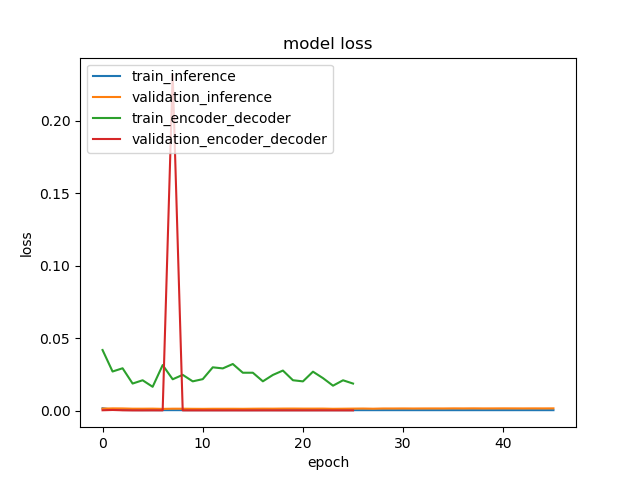 model loss
train_inference
validation_inference
train_encoder_decoder
validation_encoder_decoder
loss
0.20
0.15
0.10
0.05
0.00
0 10 20 30 40
epoch